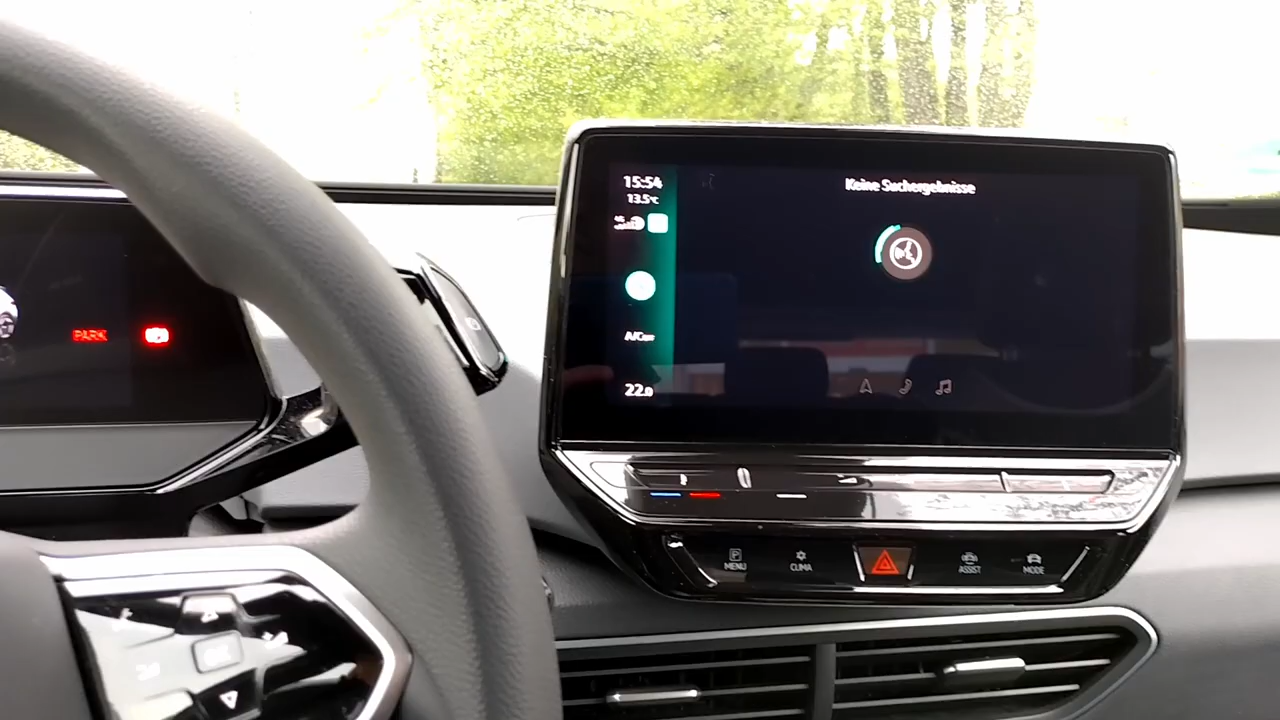 15:54
13.5°C
Keine Suchergebnisse
PARK
22.0
MENU
CLIMA
ASSIST
MODE